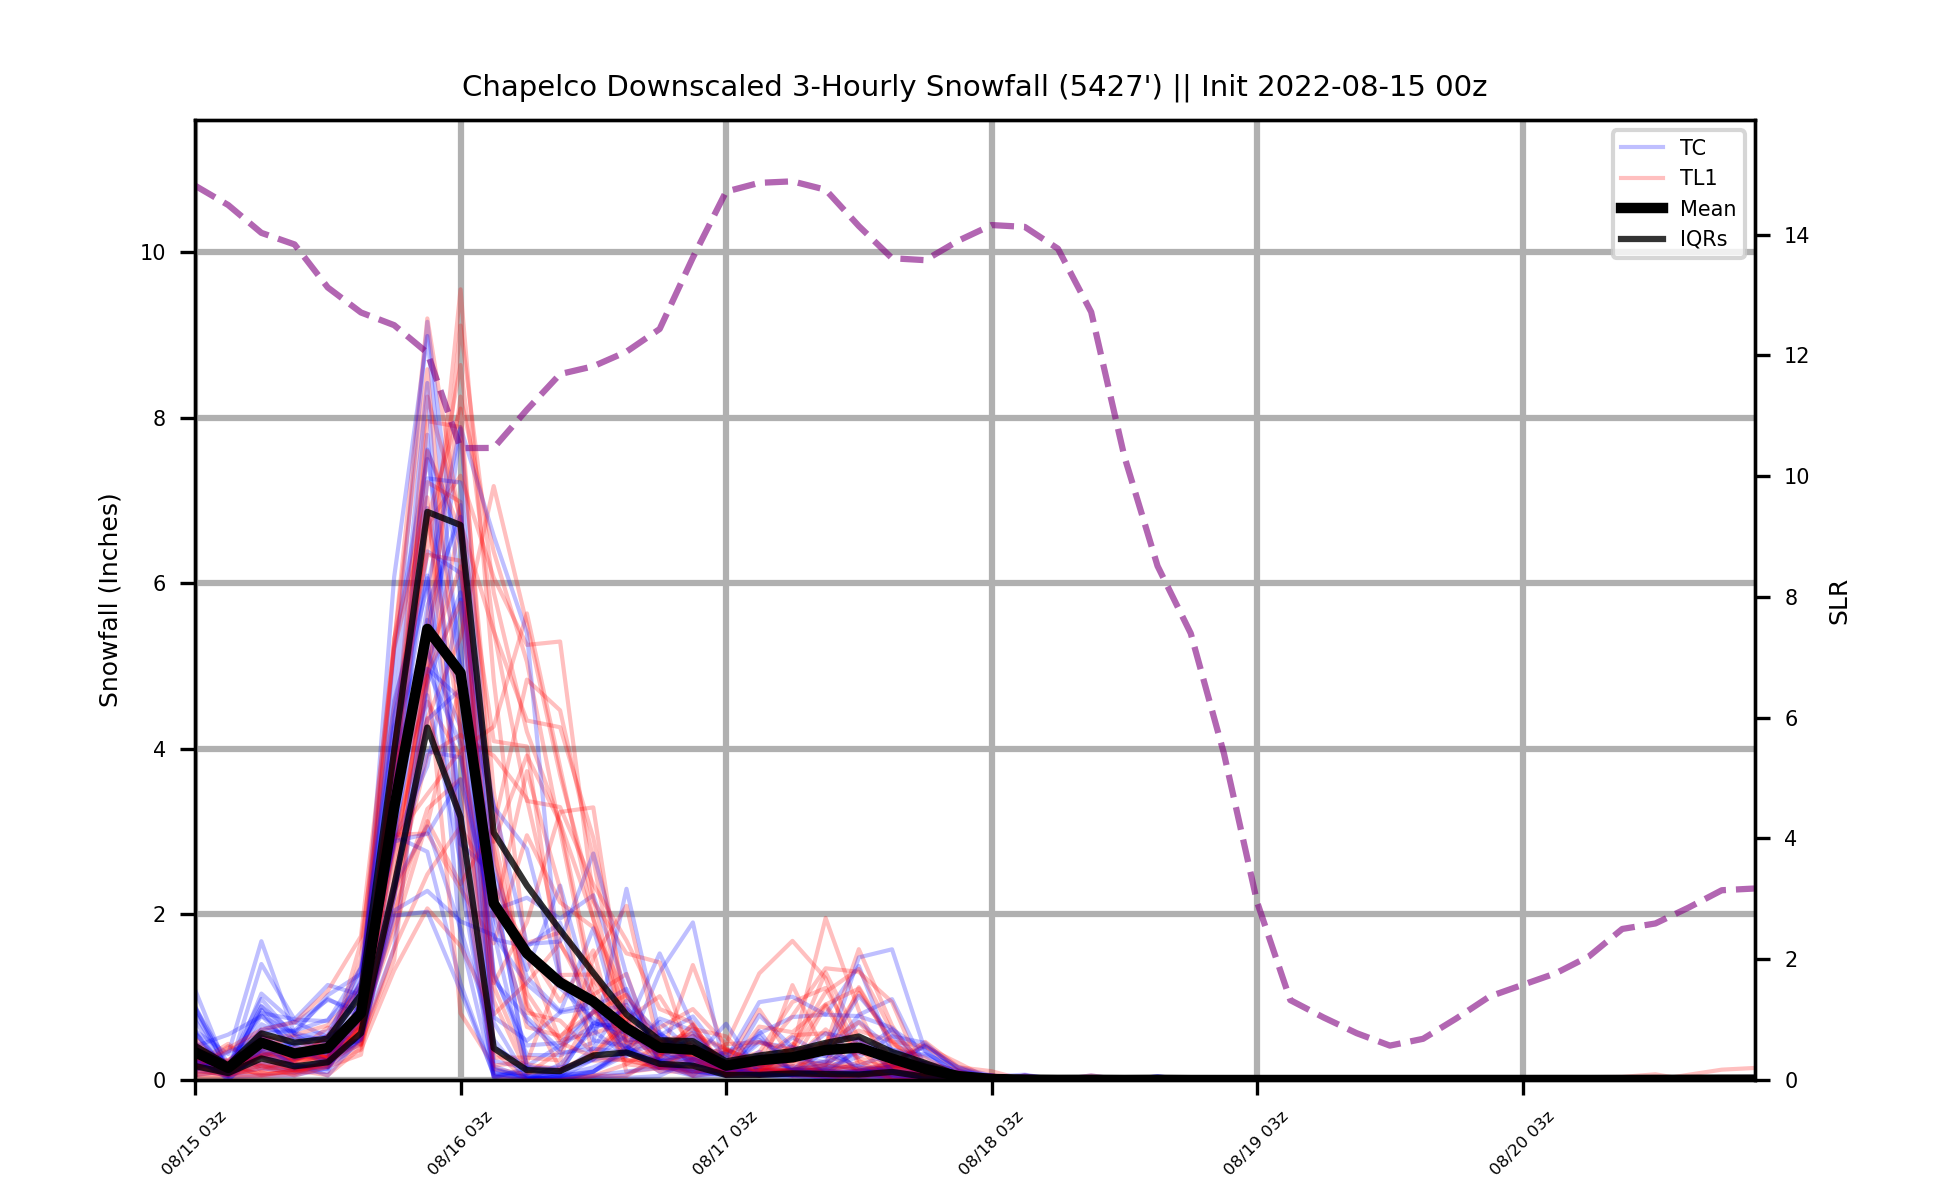 Chapelco Downscaled 3-Hourly Snowfall (5427') || Init 2022-08-15 00z
TC
TL1
Mean
IQRs
10
8
6
4
2
0
Snowfall (Inches)
14
12
10
8
6
4
2
0
SLR
08/15 03z
08/16 03z
08/17 03z
08/18 03z
08/19 03z
08/20 03z